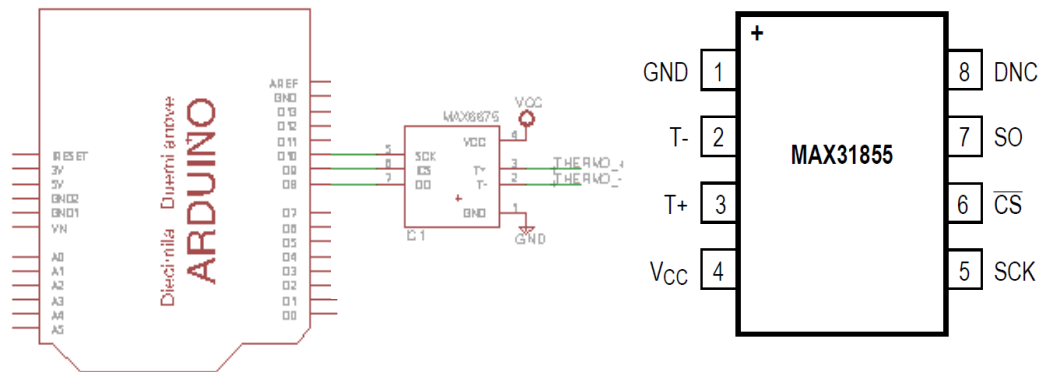 Diecimila Duemilanove
ARDUINO
RESET
3V
5V
GND2
GND1
VIN
A0
A1
A2
A3
A4
A5
AREF
GND
D13
D12
D11
D10
D9
D8
D7
D6
D5
D4
D3
D2
D1
D0
MAX6675
VCC
5
6
7
SCK
!CS
DO
VCC
T+
T-
GND
4
3
2
1
THERMO_+
THERMO_-
GND
IC1
+
+
MAX31855
GND 1
T- 2
T+ 3
VCC 4
8 DNC
7 SO
6 CS
5 SCK